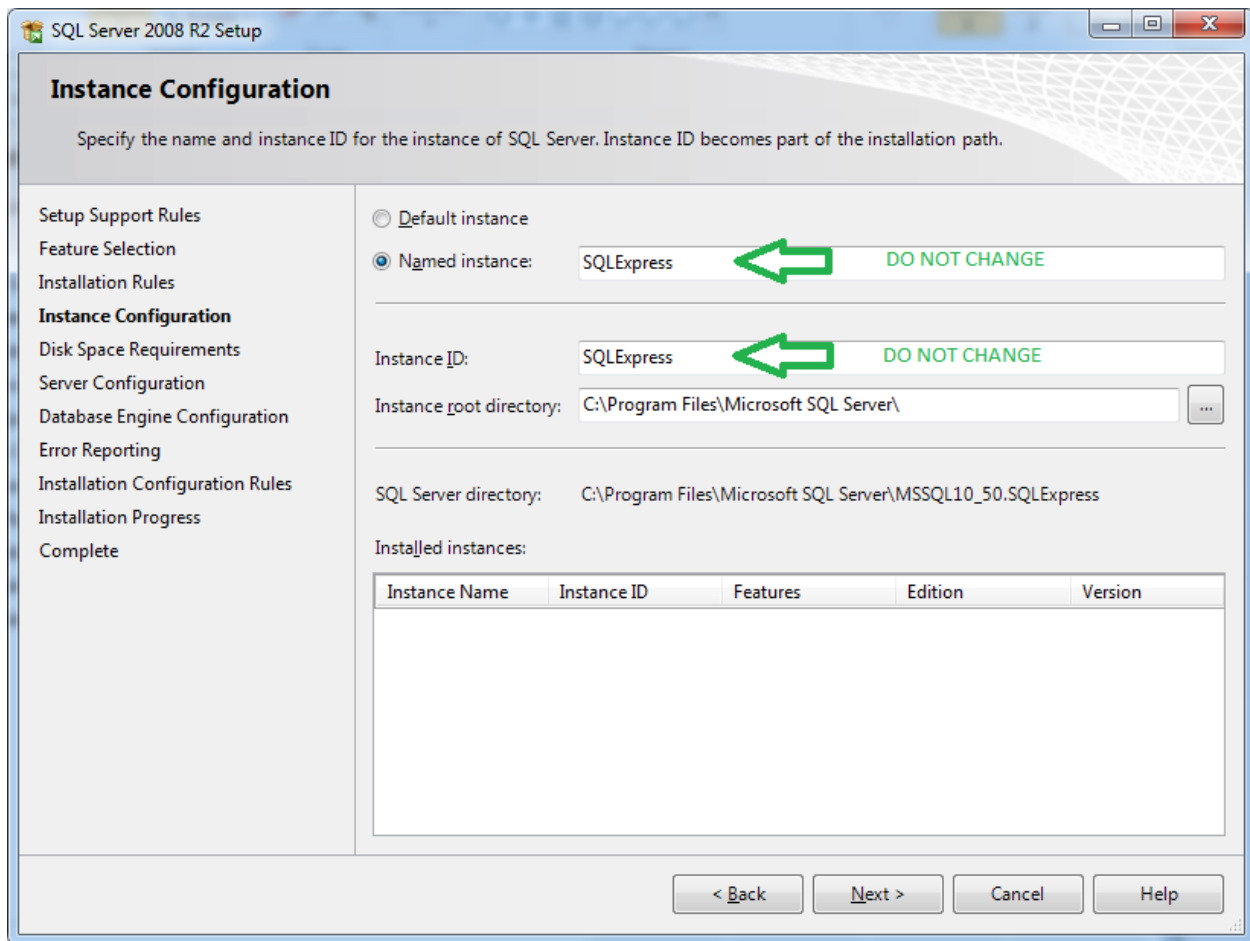 SQL Server 2008 R2 Setup
Instance Configuration
Specify the name and instance ID for the instance of SQL Server. Instance ID becomes part of the installation path.
Setup Support Rules
Feature Selection
Installation Rules
Instance Configuration
Disk Space Requirements
Server Configuration
Database Engine Configuration
Error Reporting
Installation Configuration Rules
Installation Progress
Complete
Default instance
Named instance: SQLExpress DO NOT CHANGE
Instance ID: SQLExpress DO NOT CHANGE
Instance root directory: C:\Program Files\Microsoft SQL Server\ ...
SQL Server directory: C:\Program Files\Microsoft SQL Server\MSSQL10_50.SQLExpress
Installed instances:
Instance Name Instance ID Features Edition Version
< Back Next > Cancel Help